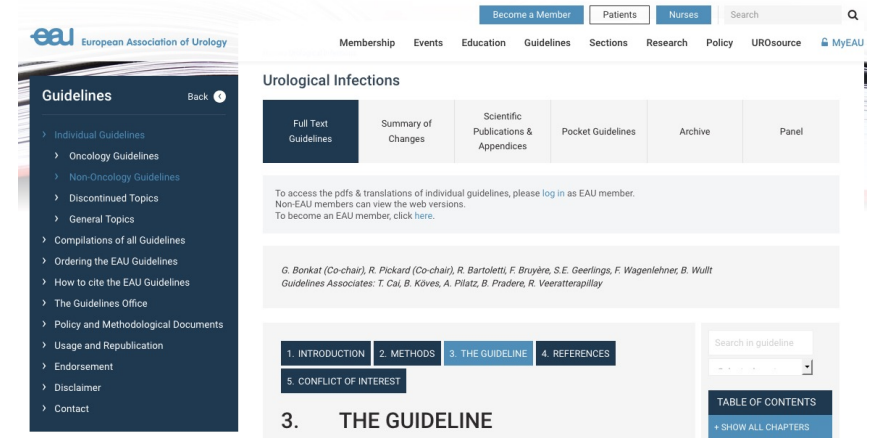 Become a Member
Patients
Nurses
Search
eau
European Association of Urology
Membership Events Education Guidelines Sections Research Policy UROsource MyEAU
Guidelines
Back
Individual Guidelines
Oncology Guidelines
Non-Oncology Guidelines
Discontinued Topics
General Topics
Compilations of all Guidelines
Ordering the EAU Guidelines
How to cite the EAU Guidelines
The Guidelines Office
Policy and Methodological Documents
Usage and Republication
Endorsement
Disclaimer
Contact
Urological Infections
Full Text
Guidelines
Summary of
Changes
Scientific
Publications &
Appendices
Pocket Guidelines
Archive
Panel
To access the pdfs & translations of individual guidelines, please log in as EAU member.
Non-EAU members can view the web versions.
To become an EAU member, click here.
G. Bonkat (Co-chair), R. Pickard (Co-chair), R. Bartoletti, F. Bruyère, S.E. Geerlings, F. Wagenlehner, B. Wullt
Guidelines Associates: T. Cai, B. Köves, A. Pilatz, B. Pradere, R. Veeratterapillay
1. INTRODUCTION
2. METHODS
3. THE GUIDELINE
4. REFERENCES
5. CONFLICT OF INTEREST
3. THE GUIDELINE
Search in guideline
TABLE OF CONTENTS
+ SHOW ALL CHAPTERS